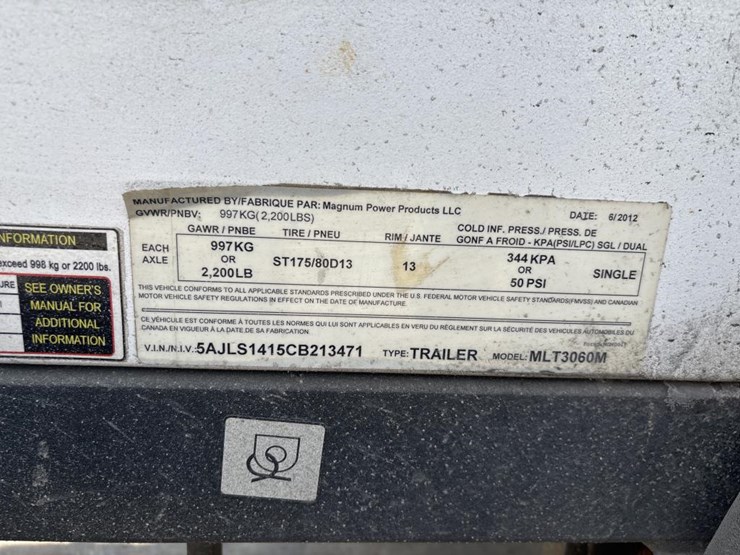 NFORMATION
exceed 998 kg or 2200 lbs.
URE
SEE OWNER'S
MANUAL FOR
ADDITIONAL
INFORMATION
MANUFACTURED BY/FABRIQUE PAR: Magnum Power Products LLC
GVWR/PNBV: 997KG(2,200LBS)
DATE: 6/2012
GAWR / PNBE TIRE / PNEU RIM / JANTE COLD INF. PRESS./ PRESS. DE
GONF A FROID - KPA(PSI/LPC) SGL / DUAL
EACH
AXLE
997KG
OR
2,200LB
ST175/80D13
13
344 KPA
OR
50 PSI
SINGLE
THIS VEHICLE CONFORMS TO ALL APPLICABLE STANDARDS PRESCRIBED UNDER THE U.S. FEDERAL MOTOR VEHICLE SAFETY STANDARDS(FMVSS) AND CANADIAN
MOTOR VEHICLE SAFETY REGULATIONS IN EFFECT ON THE DATE OF MANUFACTURE.
CE VÉHICULE EST CONFORME À TOUTES LES NORMES QUI LUI SONT APPLICABLES EN VERU DU RÈGLEMENT SUR LA SÉCURITÉ DES VÉHICULES AUTOMOBILES DU
CANADA EN VIGUEUR À LA DATE DE SA FABRICATION.
V.I.N./N.I.V.:5AJLS1415CB213471 TYPE: TRAILER MODEL: MLT3060M